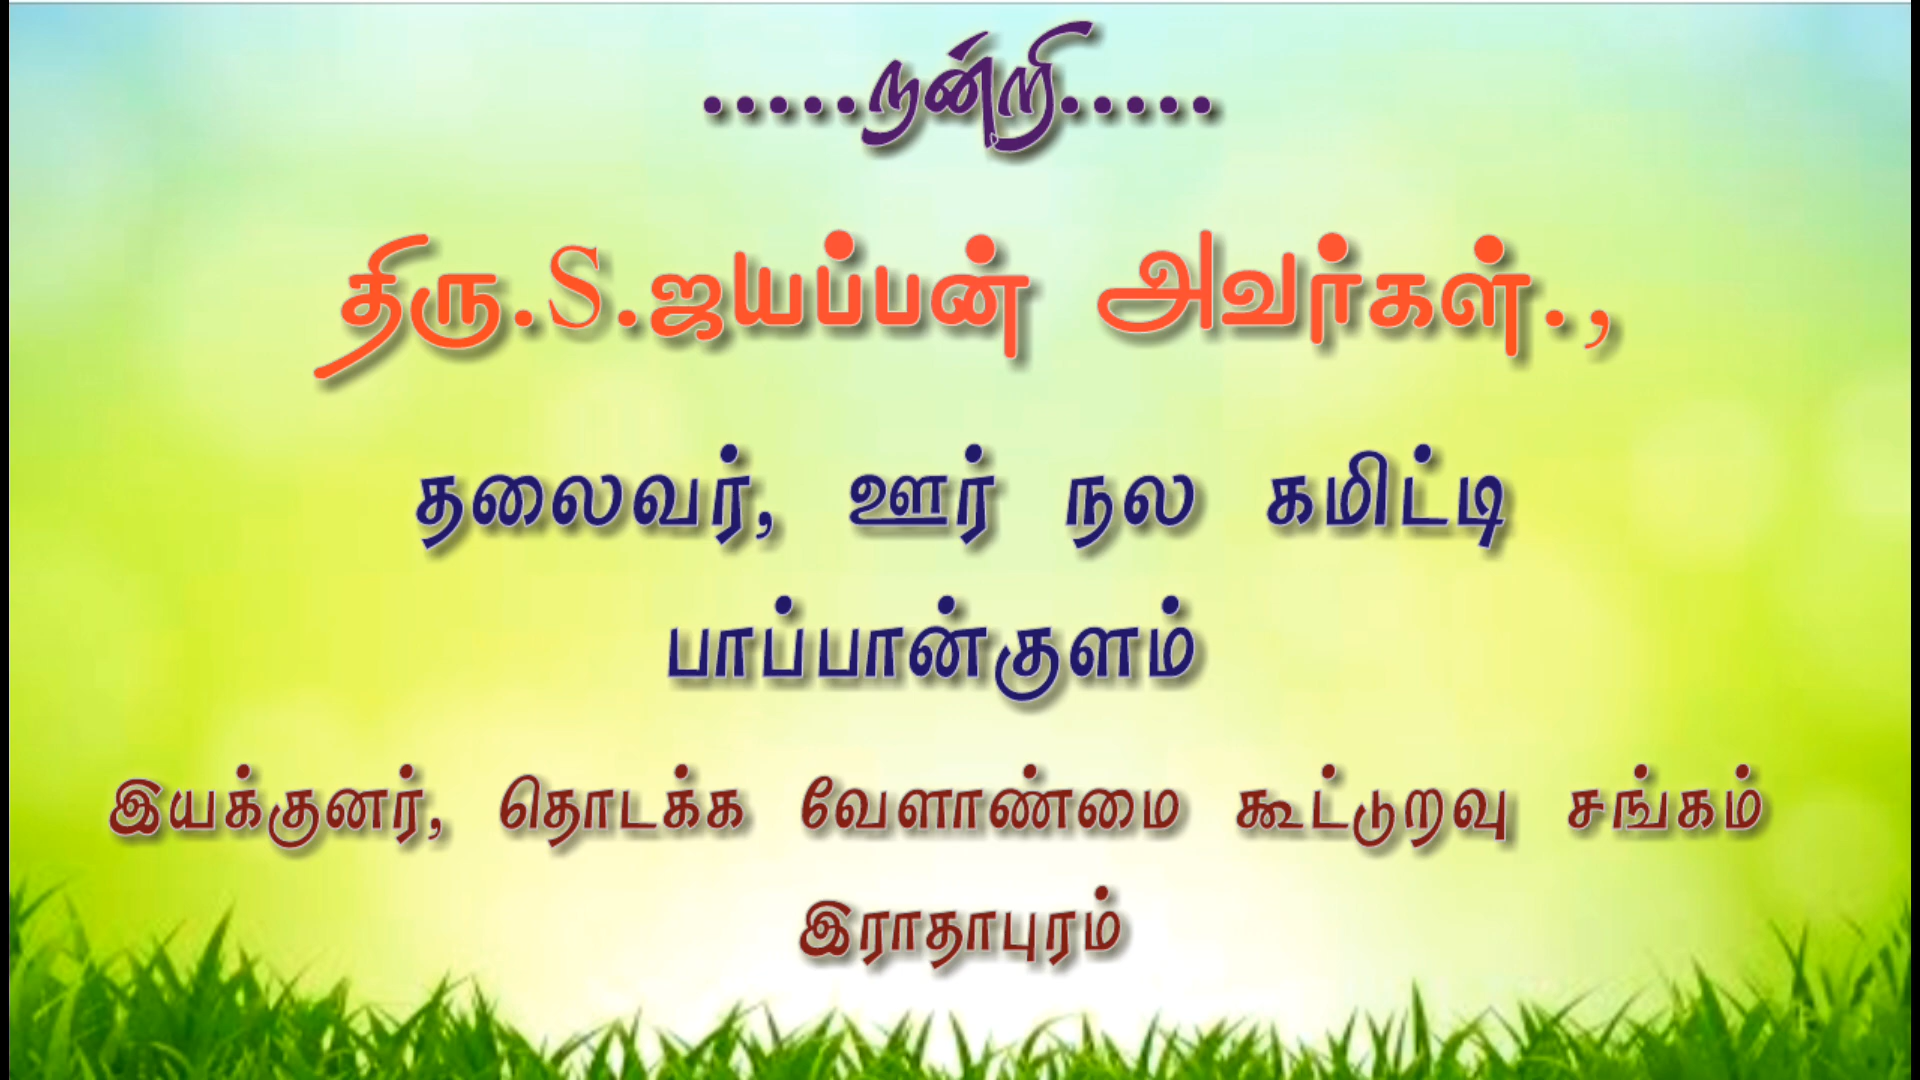 .....நன்றி.....
திரு.S.ஜயப்பன் அவர்கள்.,
தலைவர், ஊர் நல கமிட்டி
பாப்பான்குளம்
இயக்குனர், தொடக்க வேளாண்மை கூட்டுறவு சங்கம்
இராதாபுரம்